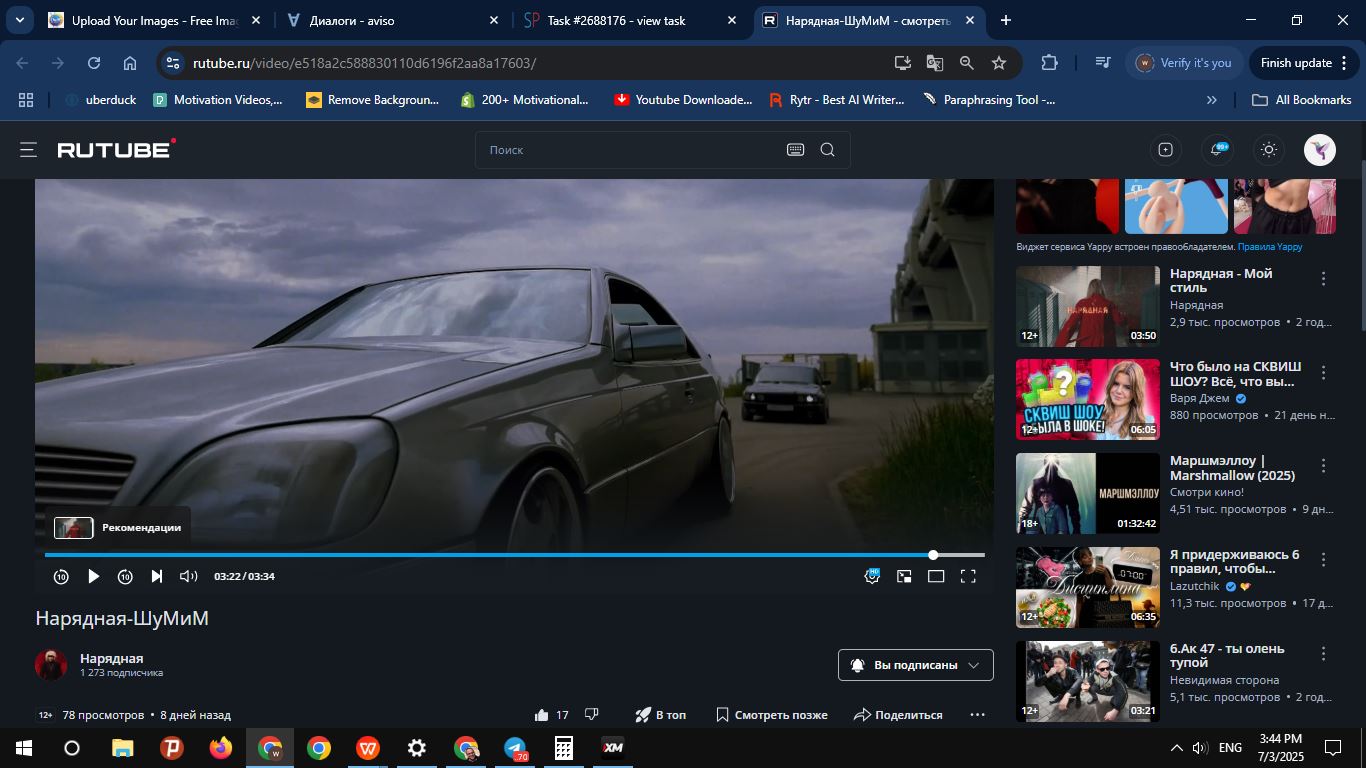 Upload Your Images - Free Imag
Диалоги - aviso
Task #2688176 - view task
Нарядная-ШуМиМ - смотреть
rutube.ru/video/e518a2c588830110d6196f2aa8a17603/
Verify it's you
Finish update
uberduck
Motivation Videos,...
Remove Backgroun...
200+ Motivational...
Youtube Downloade...
Rytr - Best AI Writer...
Paraphrasing Tool -...
All Bookmarks
RUTUBE
Поиск
99+
Виджет сервиса Yappy встроен правообладателем. Правила Yappy
НАРЯДНАЯ
12+
03:50
Нарядная - Мой
стиль
Нарядная
2,9 тыс. просмотров • 2 год...
СКВИШ ШОУ
Я БЫЛА В ШОКЕ!
12+
06:05
Что было на СКВИШ
ШОУ? Всё, что вы...
Варя Джем
880 просмотров • 21 день н...
МАРШМЭЛЛОУ
18+
01:32:42
Маршмэллоу |
Marshmallow (2025)
Смотри кино!
4,51 тыс. просмотров • 9 дн...
07:00
Дисциплина
12+
06:35
Я придерживаюсь 6
правил, чтобы...
Lazutchik
11,3 тыс. просмотров • 17 д...
12+
03:21
6.Ак 47 - ты олень
тупой
Невидимая сторона
5,1 тыс. просмотров • 2 год...
Рекомендации
10
10
03:22 / 03:34
HD
Нарядная-ШуМиМ
Нарядная
1 273 подписчика
Вы подписаны
12+
78 просмотров • 8 дней назад
17
В топ
Смотреть позже
Поделиться
70
XM
ENG
3:44 PM
7/3/2025